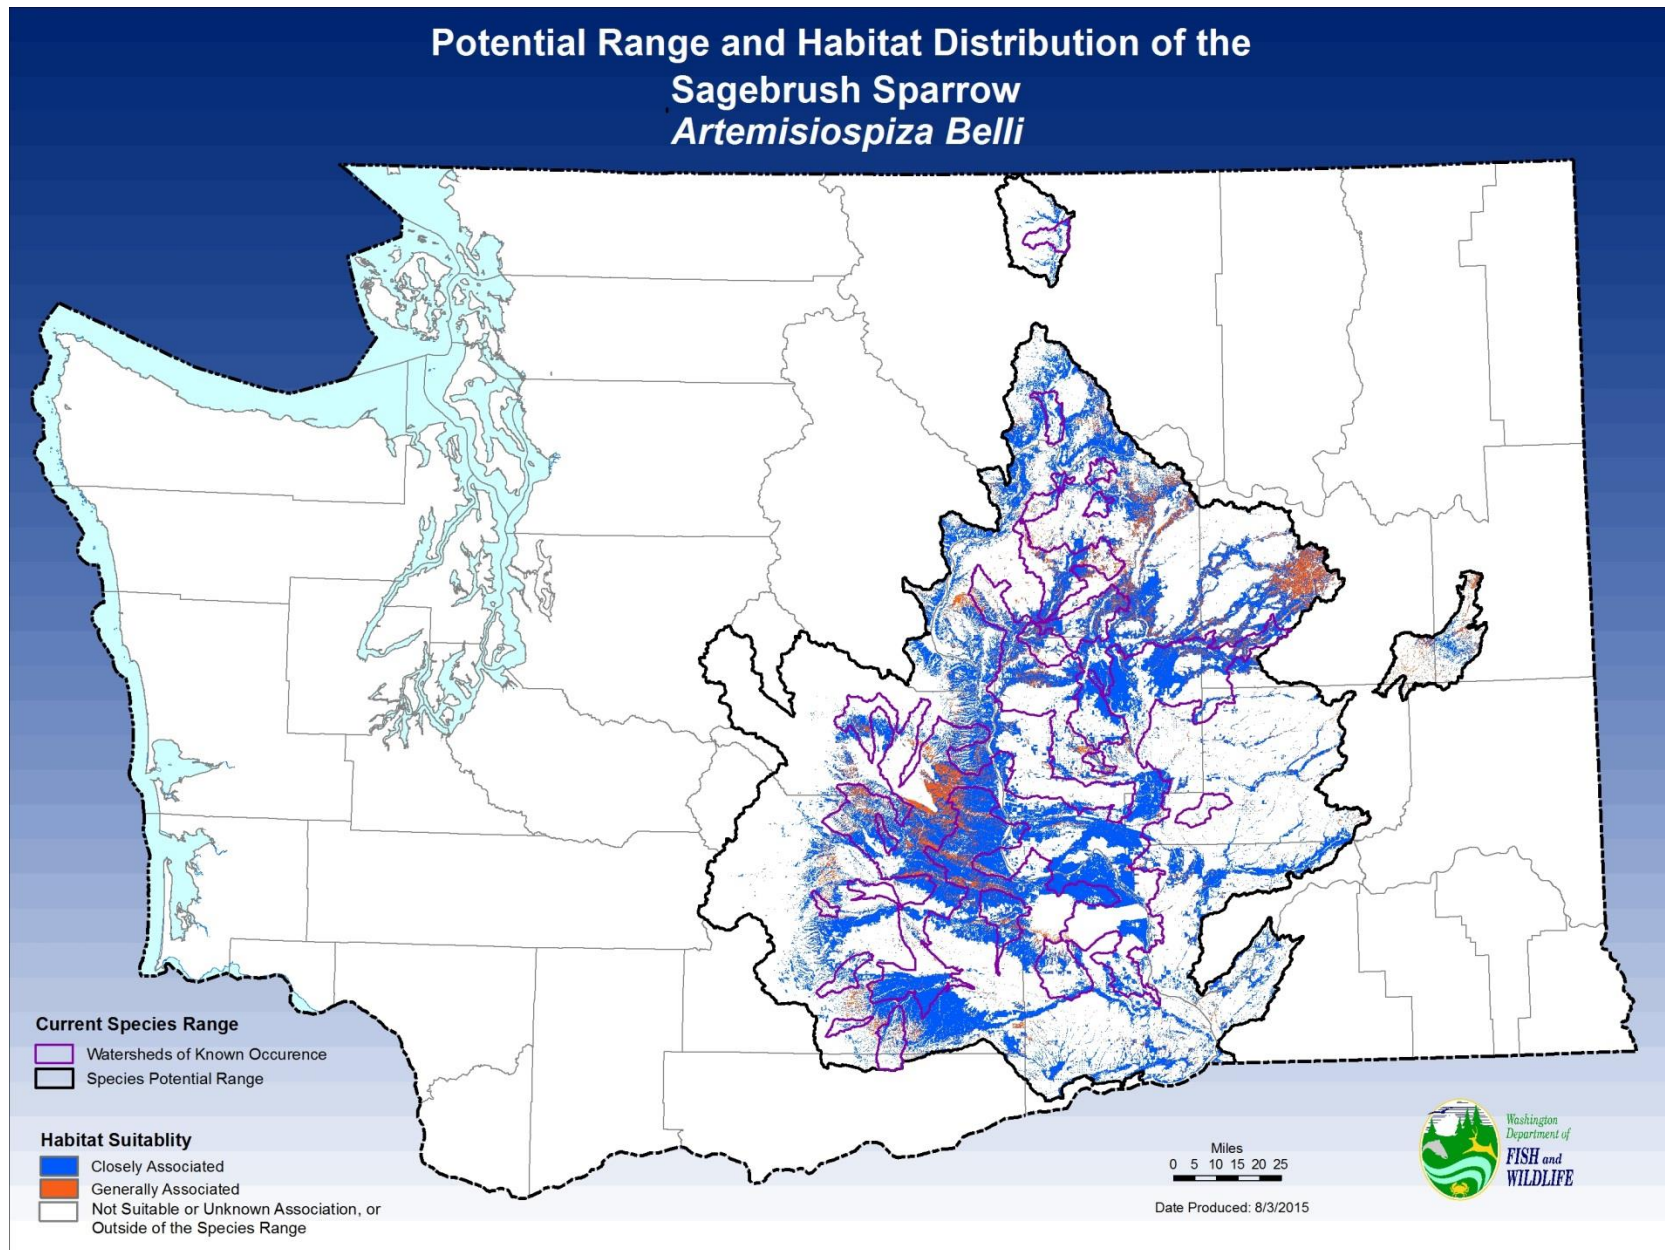 Potential Range and Habitat Distribution of the
Sagebrush Sparrow
Artemisiospiza Belli
Current Species Range
Watersheds of Known Occurence
Species Potential Range
Habitat Suitablity
Closely Associated
Generally Associated
Not Suitable or Unknown Association, or
Outside of the Species Range
Miles
0 5 10 15 20 25
Date Produced: 8/3/2015
Washington
Department of
FISH and
WILDLIFE